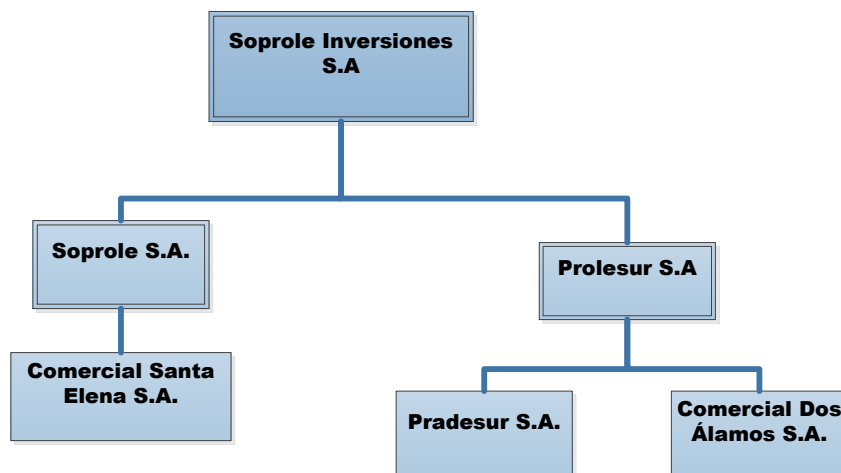 Soprole Inversiones
S.A
Soprole S.A.
Prolesur S.A
Comercial Santa
Elena S.A.
Pradesur S.A.
Comercial Dos
Álamos S.A.